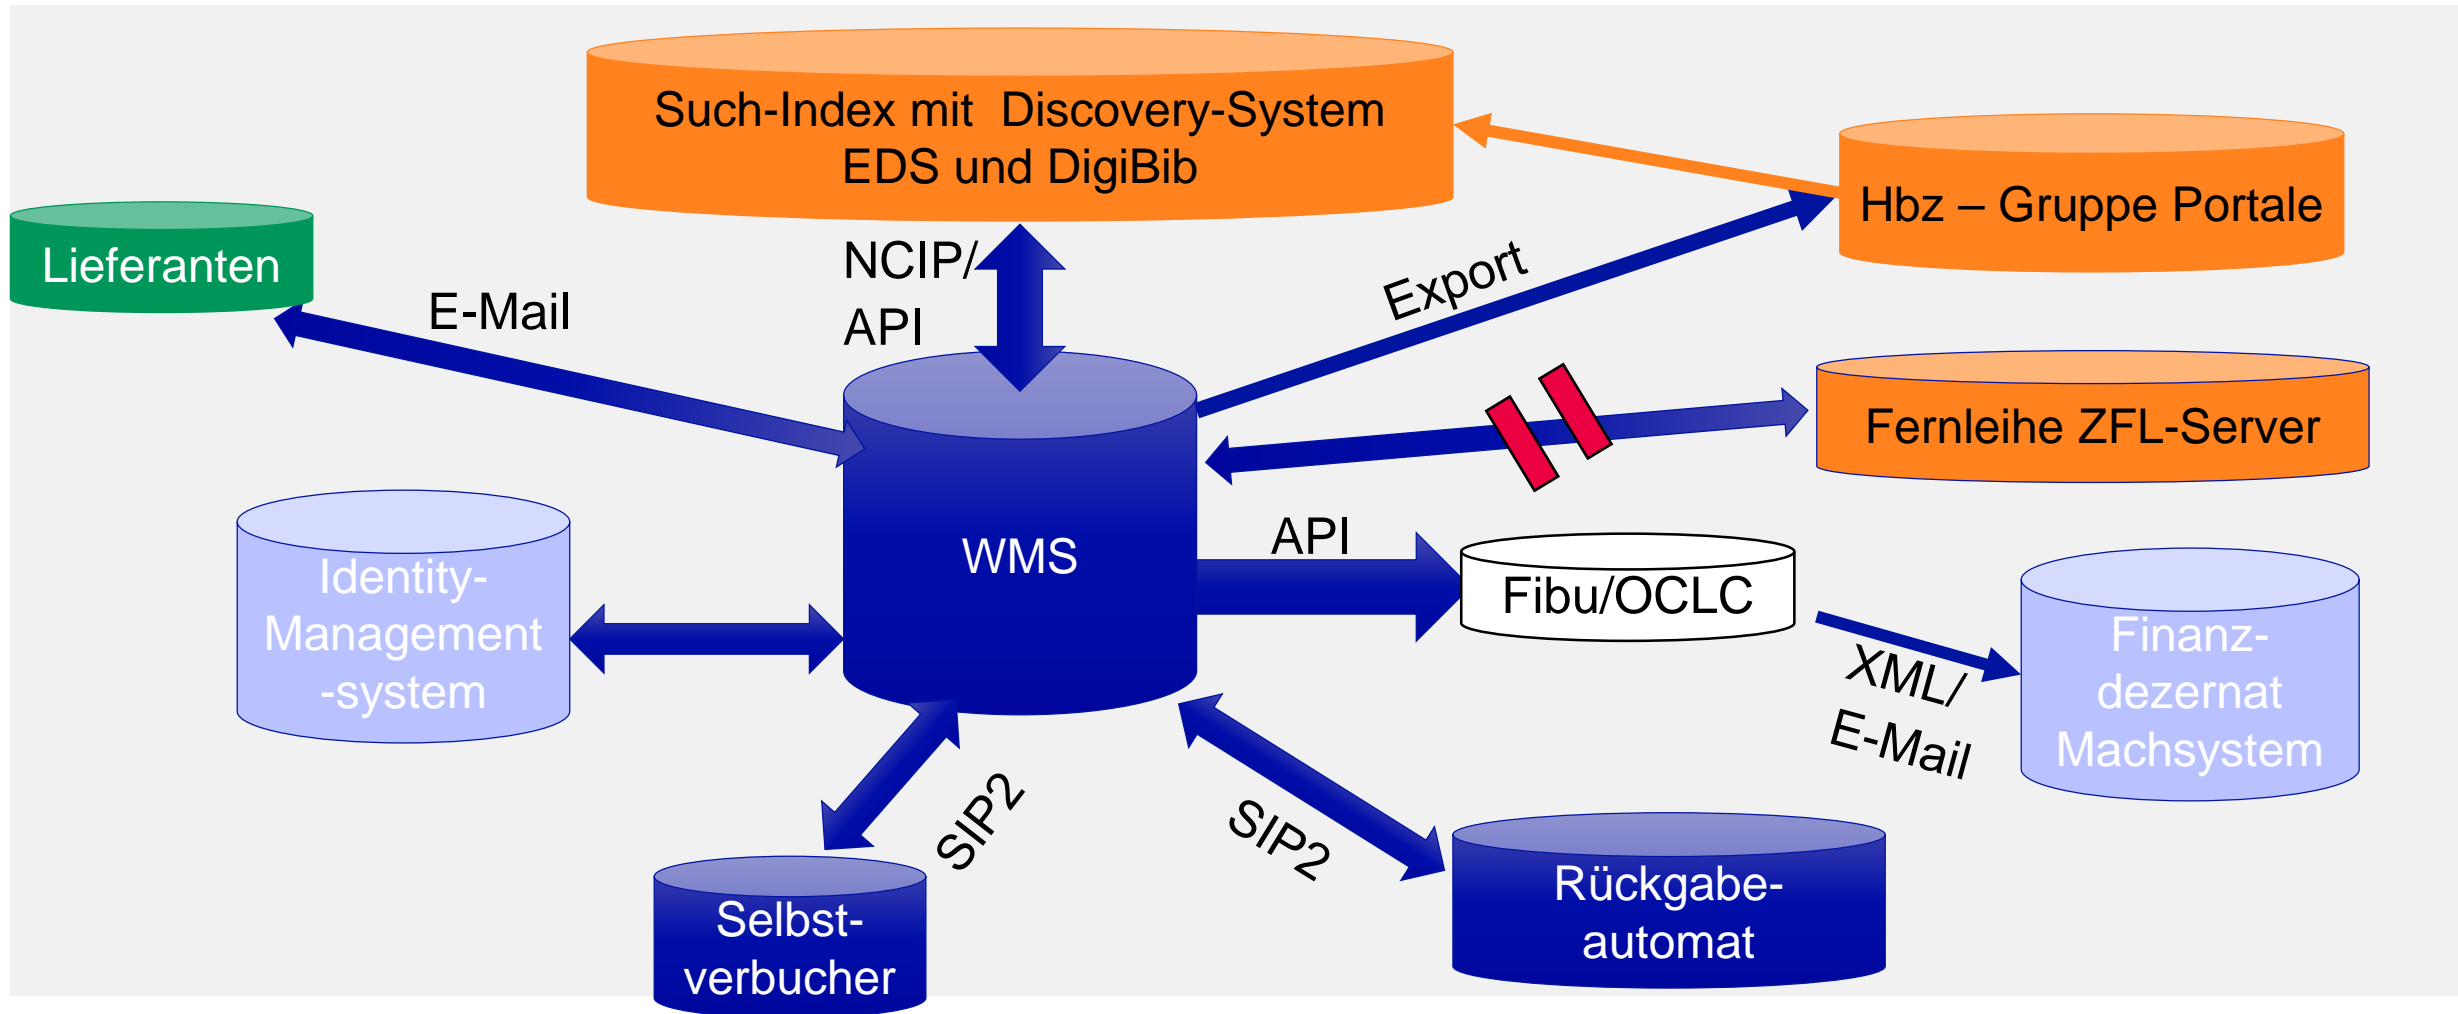 Such-Index mit  Discovery-System
EDS und DigiBib
Hbz – Gruppe Portale
Lieferanten
E-Mail
NCIP/
API
Export
Fernleihe ZFL-Server
WMS
API
Fibu/OCLC
Identity-
Management
-system
XML/
E-Mail
Finanz-
dezernat
Machsystem
SIP2
SIP2
Selbst-
verbucher
Rückgabe-
automat